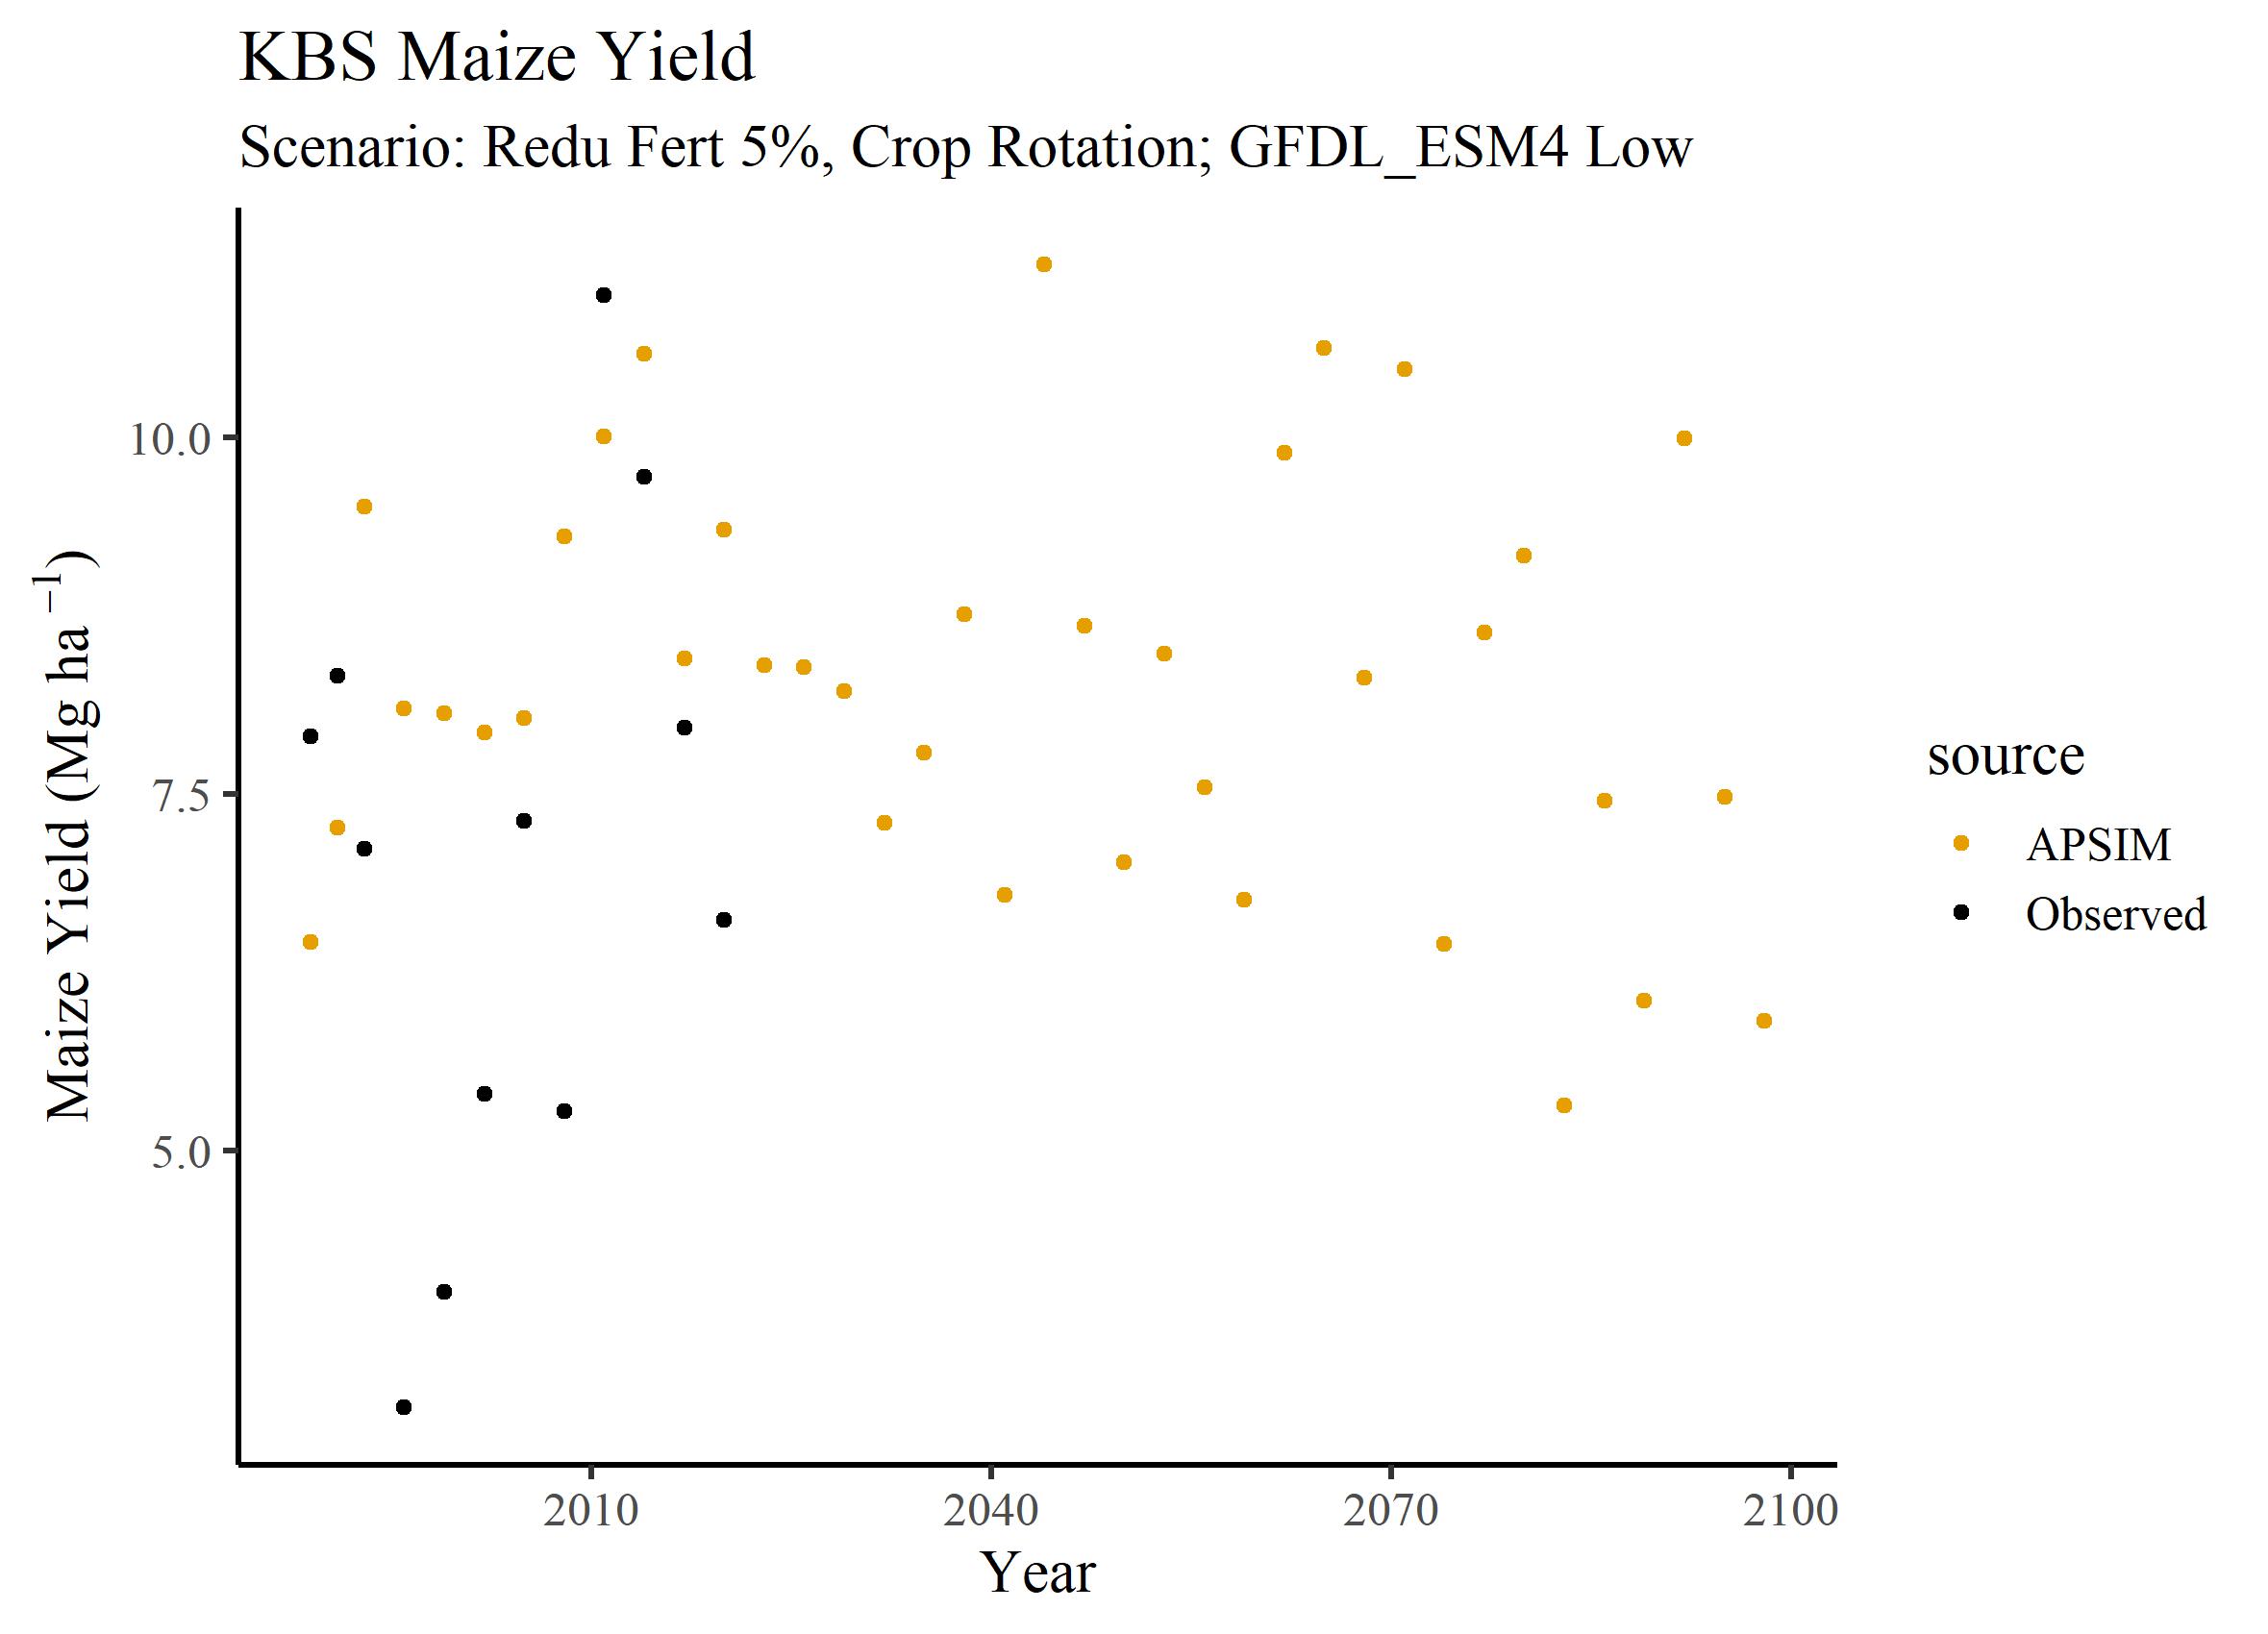 KBS Maize Yield
Scenario: Redu Fert 5%, Crop Rotation; GFDL_ESM4 Low
Maize Yield (Mg ha⁻¹)
10.0
7.5
5.0
2010
2040
2070
2100
Year
source
APSIM
Observed